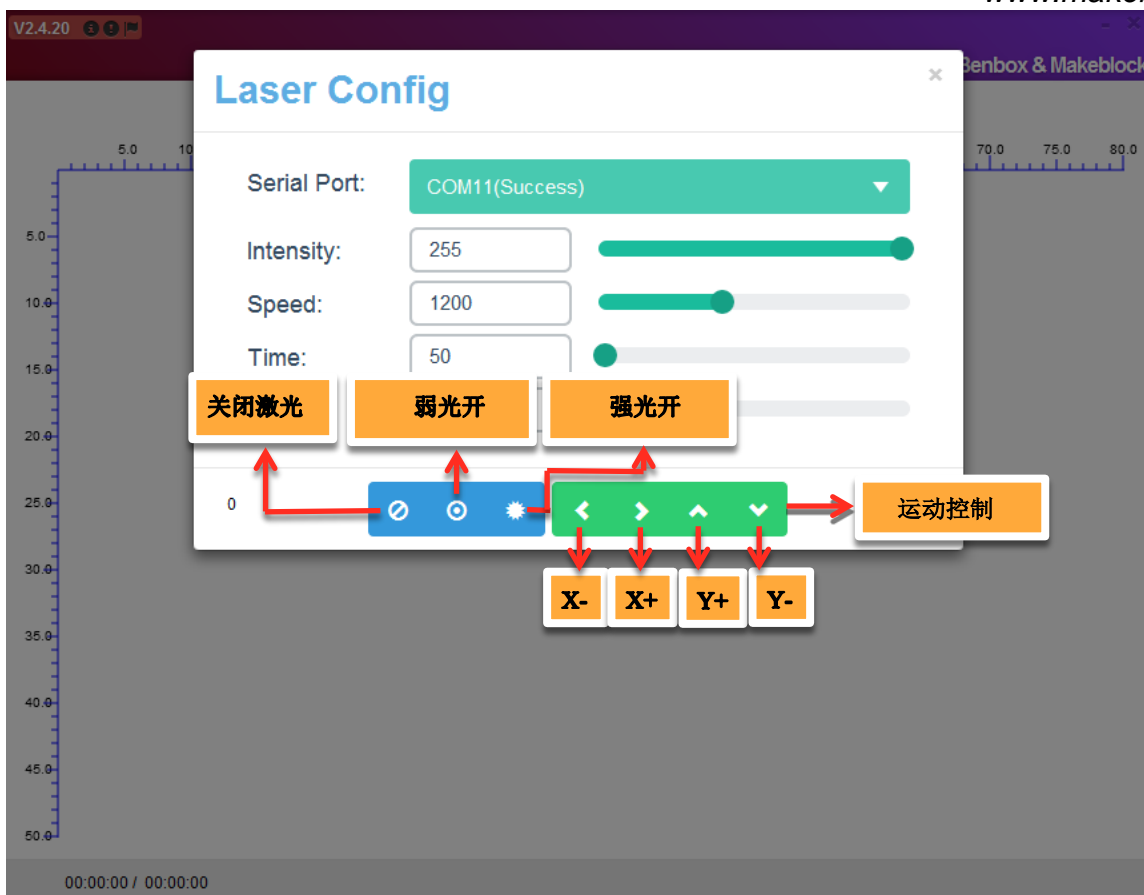 V2.4.20
Benbox & Makeblock
Laser Config
×
5.0 10 70.0 75.0 80.0
Serial Port: COM11(Success)
Intensity: 255
Speed: 1200
Time: 50
关闭激光 弱光开 强光开
0
运动控制
X- X+ Y+ Y-
5.0
10.0
15.0
20.0
25.0
30.0
35.0
40.0
45.0
50.0
00:00:00 / 00:00:00